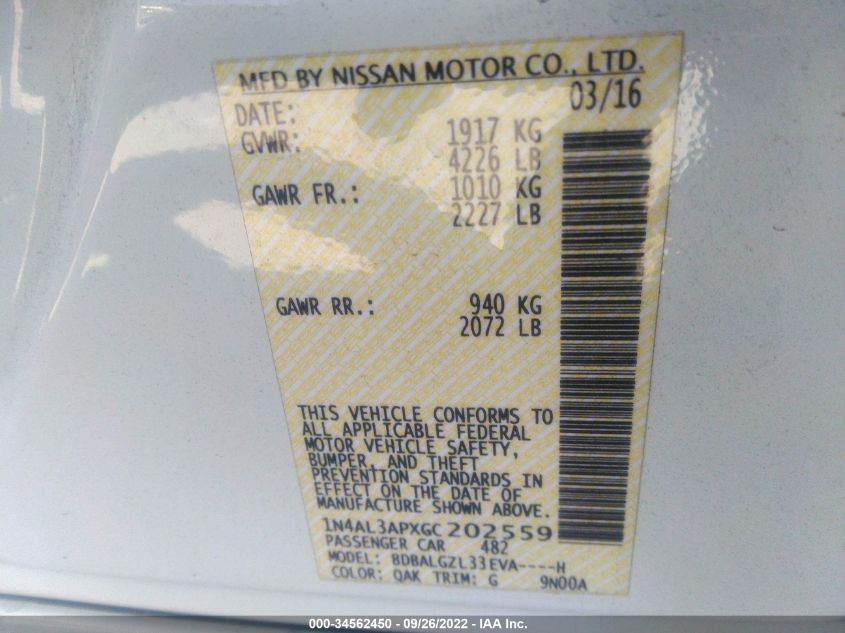 MFD BY NISSAN MOTOR CO., LTD.
DATE: 03/16
GVWR: 1917 KG
4226 LB
GAWR FR.: 1010 KG
2227 LB
GAWR RR.: 940 KG
2072 LB
THIS VEHICLE CONFORMS TO
ALL APPLICABLE FEDERAL
MOTOR VEHICLE SAFETY,
BUMPER, AND THEFT
PREVENTION STANDARDS IN
EFFECT ON THE DATE OF
MANUFACTURE SHOWN ABOVE.
1N4AL3APXGC202559
PASSENGER CAR 482
MODEL: BDBALGZL33EVA----H
COLOR: QAK TRIM: G 9N00A
000-34562450 - 09/26/2022 - IAA Inc.